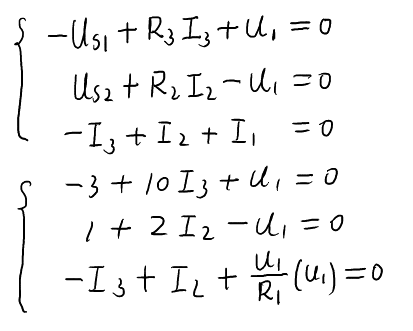 -U_{S1} + R_3 I_3 + U_1 = 0
U_{S2} + R_2 I_2 - U_1 = 0
-I_3 + I_2 + I_1 = 0
-3 + 10 I_3 + U_1 = 0
1 + 2 I_2 - U_1 = 0
-I_3 + I_2 + \frac{U_1}{R_1}(U_1) = 0